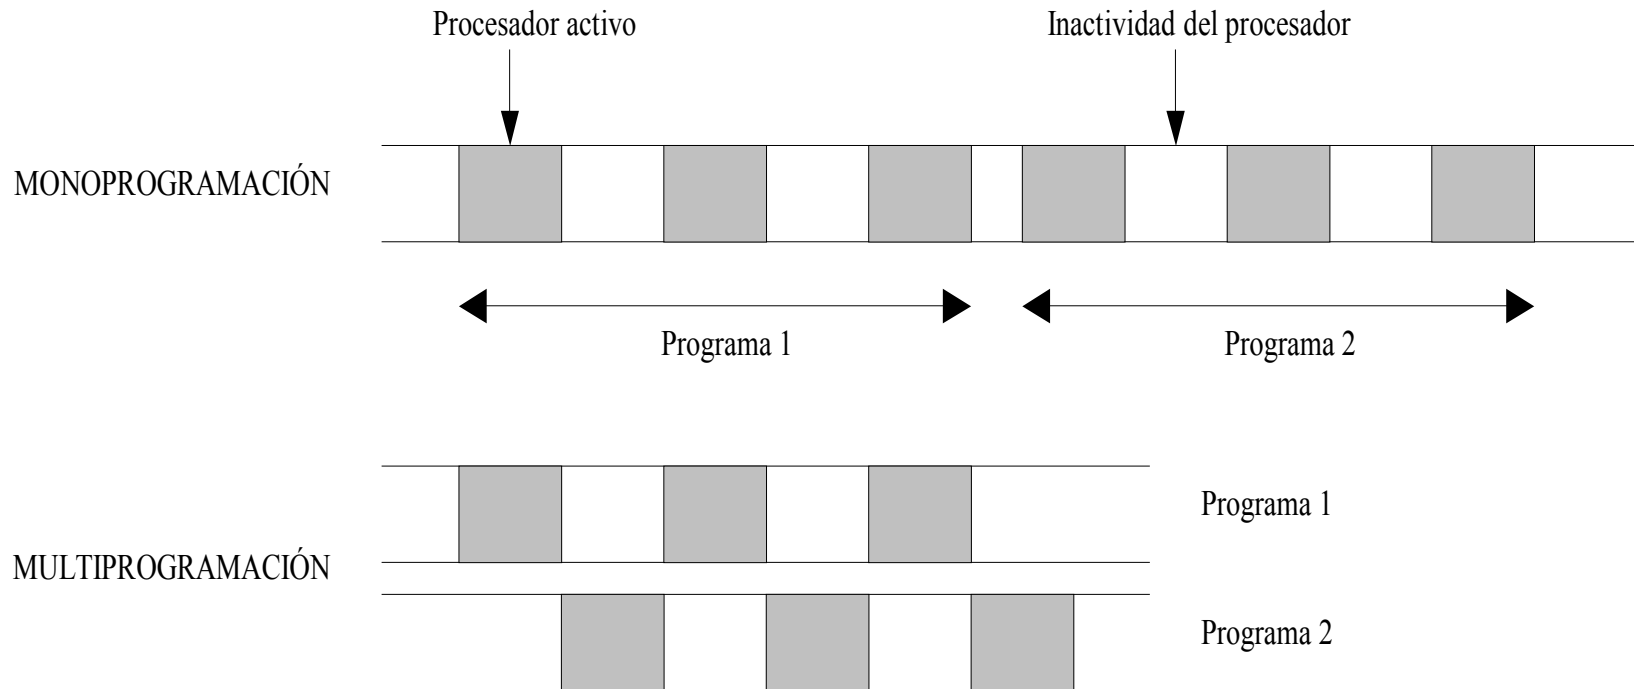 Procesador activo
Inactividad del procesador
MONOPROGRAMACIÓN
Programa 1
Programa 2
Programa 1
MULTIPROGRAMACIÓN
Programa 2